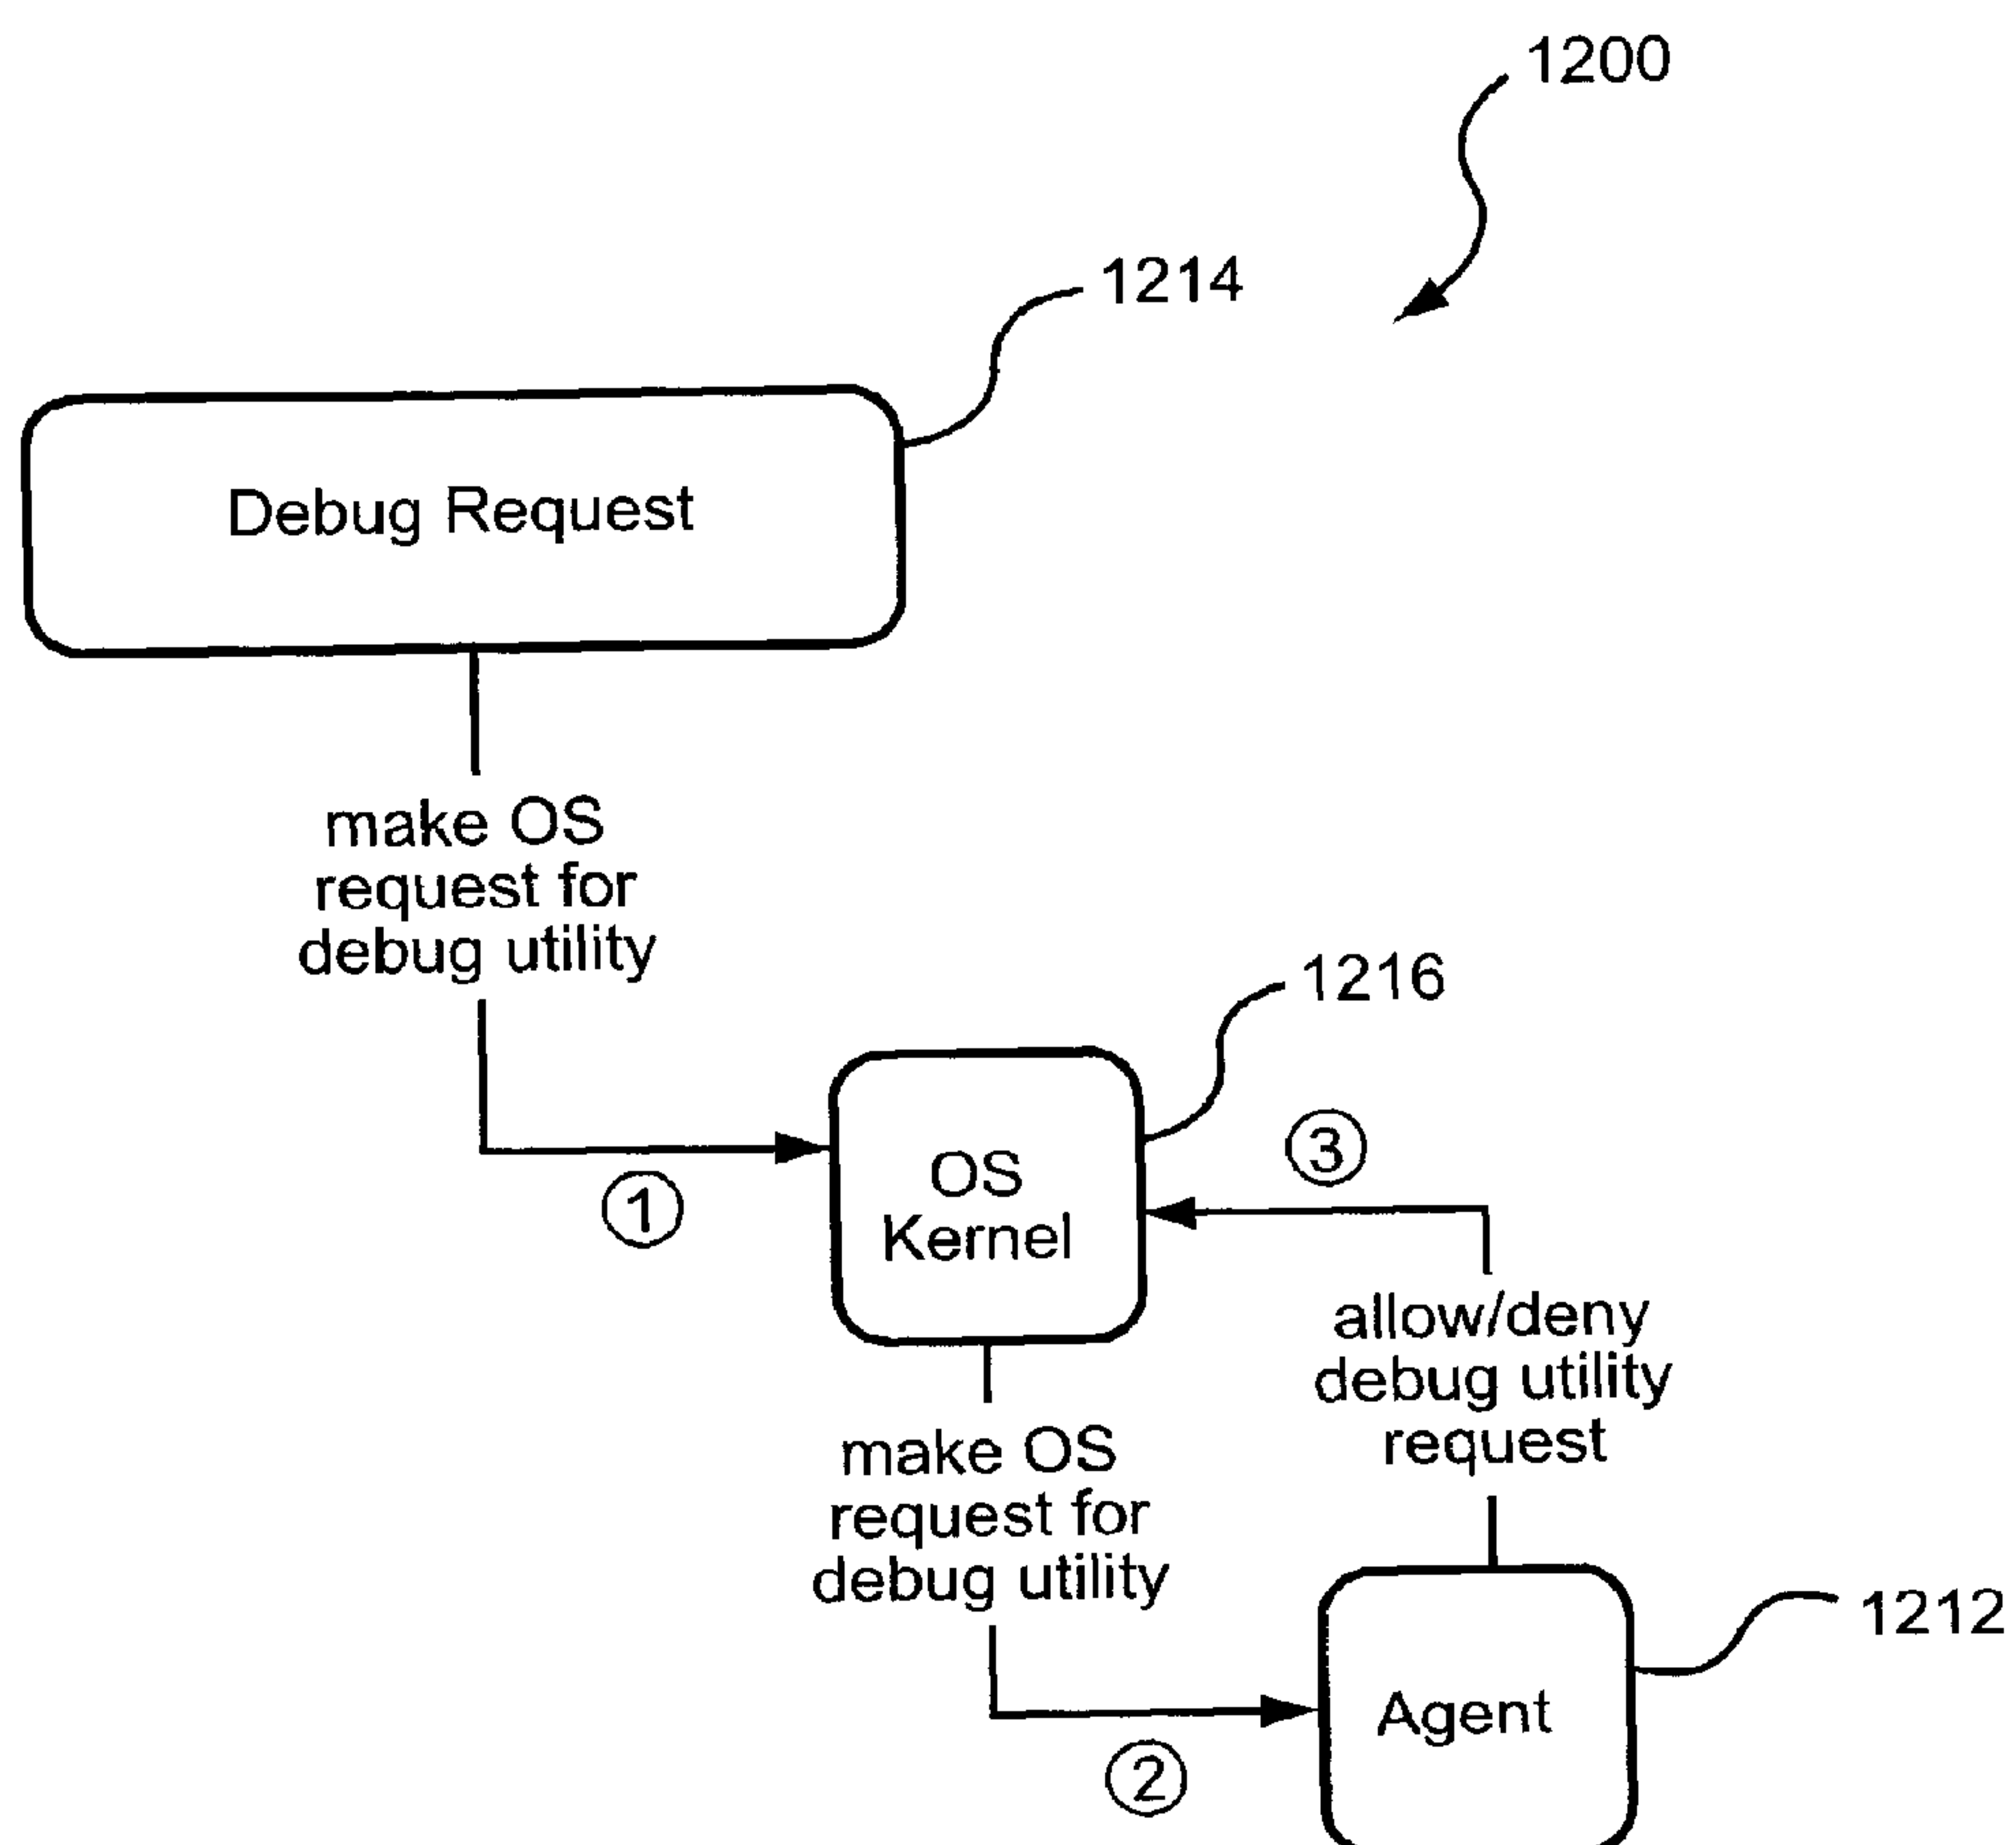 1200
1214
Debug Request
make OS
request for
debug utility
1216
①
OS
Kernel
③
allow/deny
debug utility
request
make OS
request for
debug utility
1212
Agent
②